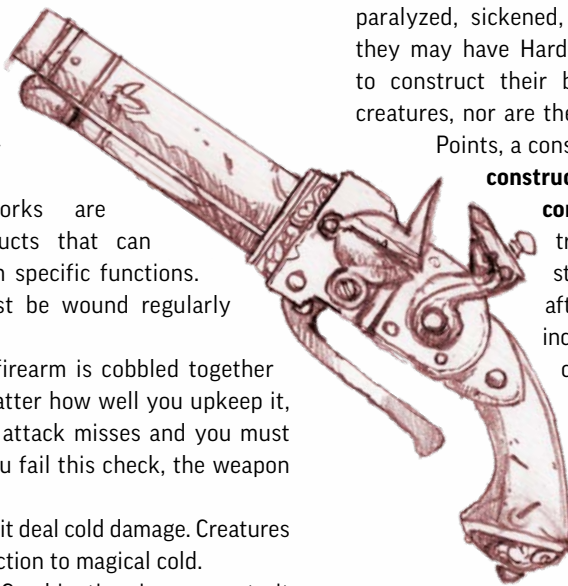 orks are
ucts that can
specific functions.
st be wound regularly
firearm is cobbled together
atter how well you upkeep it,
attack misses and you must
u fail this check, the weapon
it deal cold damage. Creatures
ction to magical cold.
paralyzed, sickened,
they may have Hard
to construct their b
creatures, nor are the
Points, a cons
construc
con
tr
st
aft
inc